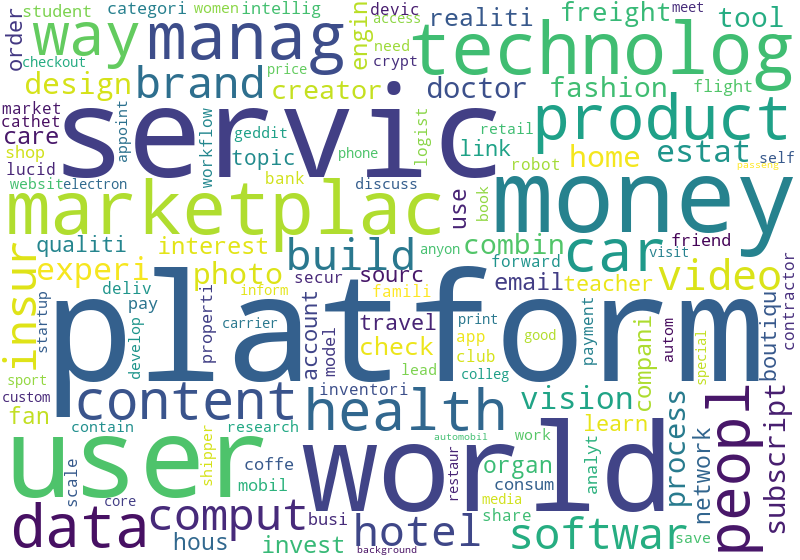 order
student
categori
women
intellig
engin
devic
access
realiti
freight
meet
tool
way
manag
technolog
checkout
need
crypt
design
brand
creator
price
doctor
fashion
flight
market
cathet
appoint
workflow
servic
product
care
geddit
logist
retail
shop
topic
phone
link
estat
self
lucid
bank
robot
home
passeng
websit
electron
discuss
use
book
money
marketplac
qualiti
interest
build
anyon
combin
car
friend
insur
experi
photo
secur
sourc
forward
visit
contractor
startup
deliv
inform
famili
email
teacher
video
pay
develop
properti
carrier
account
travel
print
good
payment
boutiqu
platform
model
check
app
club
compani
autom
special
sport
lead
colleg
custom
inventori
content
health
vision
peopl
subscript
fan
contain
research
shipper
automobil
work
learn
user
world
process
network
scale
coffe
restaur
organ
analyt
mobil
consum
core
media
data
comput
busi
hotel
share
softwar
save
hous
invest
background